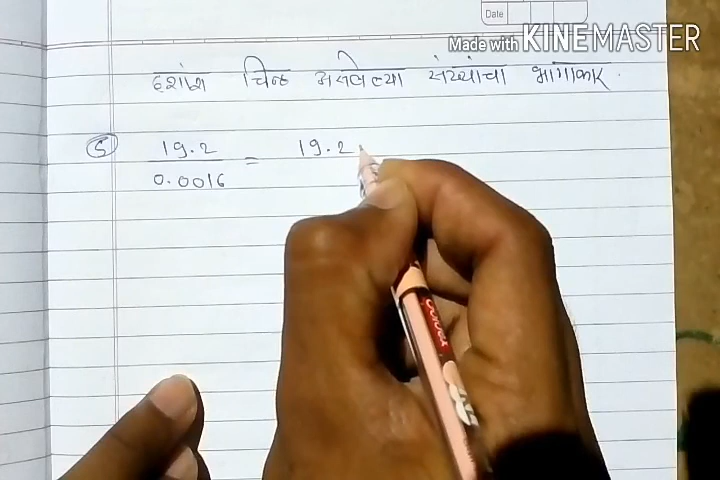 Date
Made with KINEMASTER
दशांश चिन्ह असलेल्या संख्यांचा भागाकार.
5 19.2 / 0.0016 = 19.2